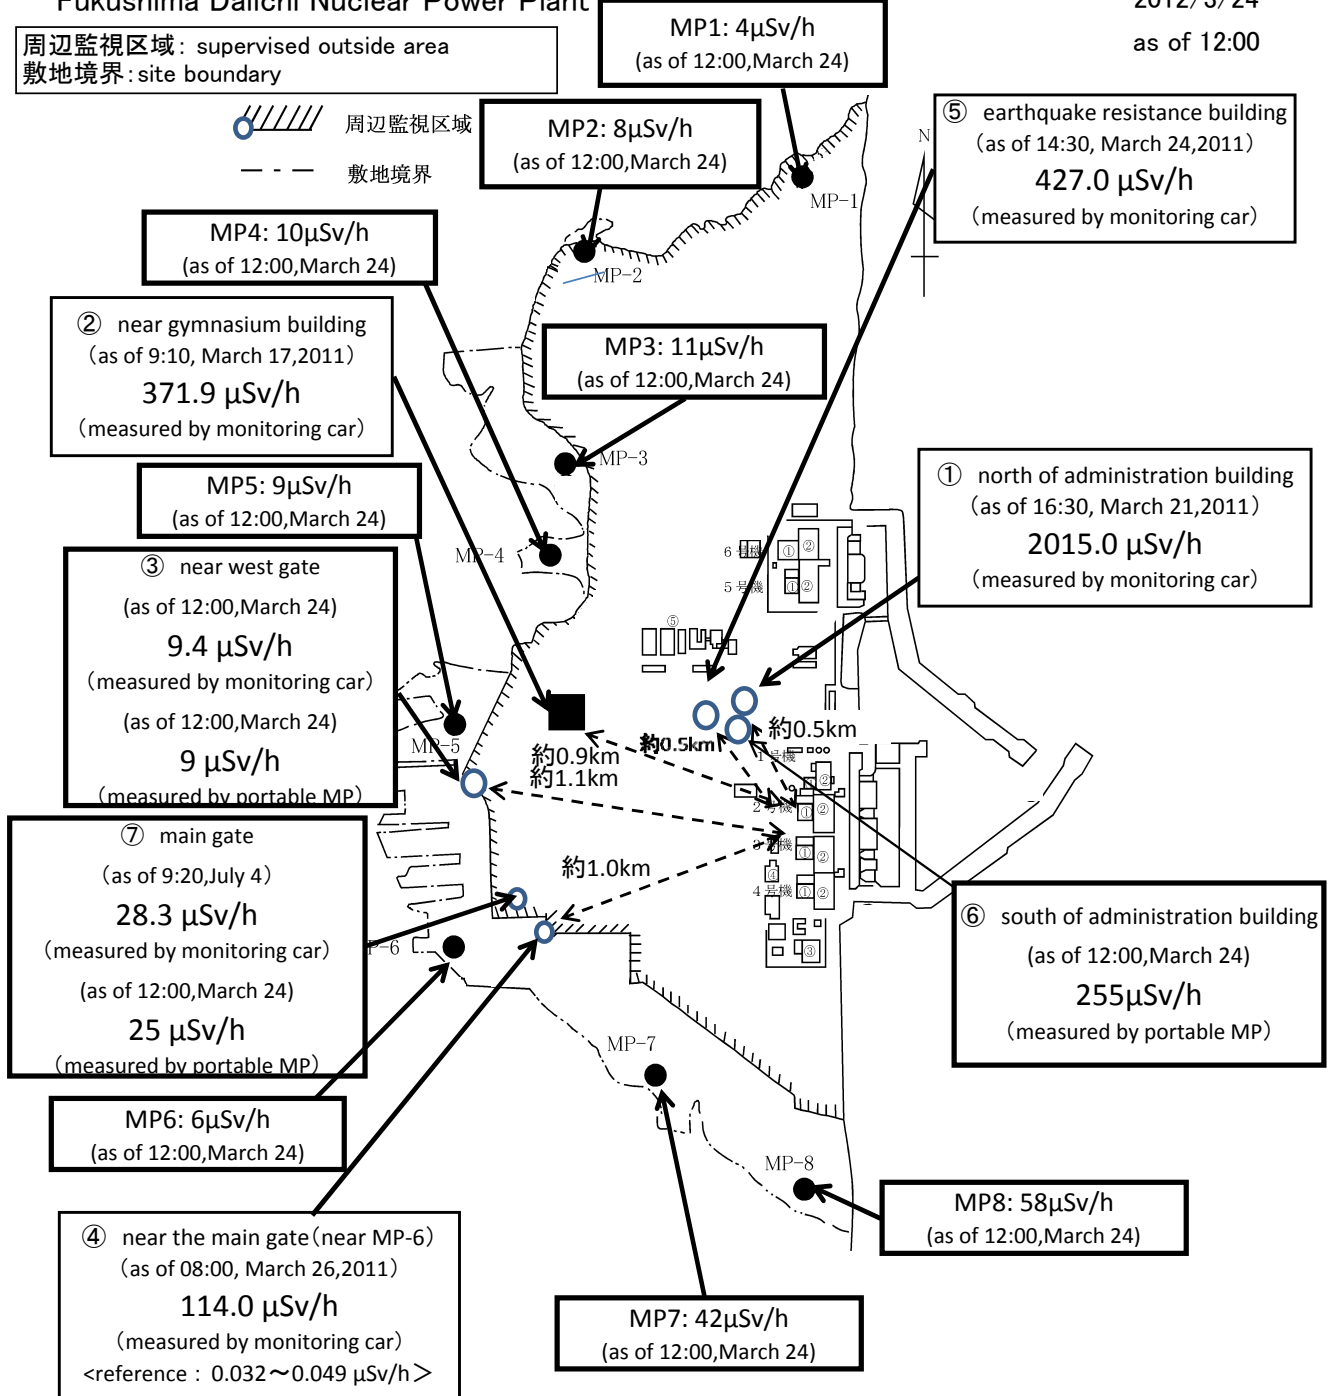 Fukushima Daiichi Nuclear Power Plant
2012/3/24
as of 12:00
周辺監視区域: supervised outside area
敷地境界:site boundary
周辺監視区域
敷地境界
MP1: 4μSv/h
(as of 12:00,March 24)
MP2: 8μSv/h
(as of 12:00,March 24)
⑤ earthquake resistance building
(as of 14:30, March 24,2011)
427.0 μSv/h
(measured by monitoring car)
N
MP-1
MP4: 10μSv/h
(as of 12:00,March 24)
MP-2
② near gymnasium building
(as of 9:10, March 17,2011)
371.9 μSv/h
(measured by monitoring car)
MP3: 11μSv/h
(as of 12:00,March 24)
MP-3
MP5: 9μSv/h
(as of 12:00,March 24)
① north of administration building
(as of 16:30, March 21,2011)
2015.0 μSv/h
(measured by monitoring car)
MP-4
6号機
① ②
5号機
① ②
③ near west gate
(as of 12:00,March 24)
9.4 μSv/h
(measured by monitoring car)
(as of 12:00,March 24)
9 μSv/h
(measured by portable MP)
⑤
MP-5
約0.9km
約1.1km
約0.5km
約0.5km
1号機
②
2号機
① ②
3号機
① ②
④
4号機
① ②
③
約1.0km
⑦ main gate
(as of 9:20,July 4)
28.3 μSv/h
(measured by monitoring car)
(as of 12:00,March 24)
25 μSv/h
(measured by portable MP)
P-6
⑥ south of administration building
(as of 12:00,March 24)
255μSv/h
(measured by portable MP)
MP-7
MP6: 6μSv/h
(as of 12:00,March 24)
MP-8
MP8: 58μSv/h
(as of 12:00,March 24)
④ near the main gate(near MP-6)
(as of 08:00, March 26,2011)
114.0 μSv/h
(measured by monitoring car)
<reference : 0.032～0.049 μSv/h＞
MP7: 42μSv/h
(as of 12:00,March 24)